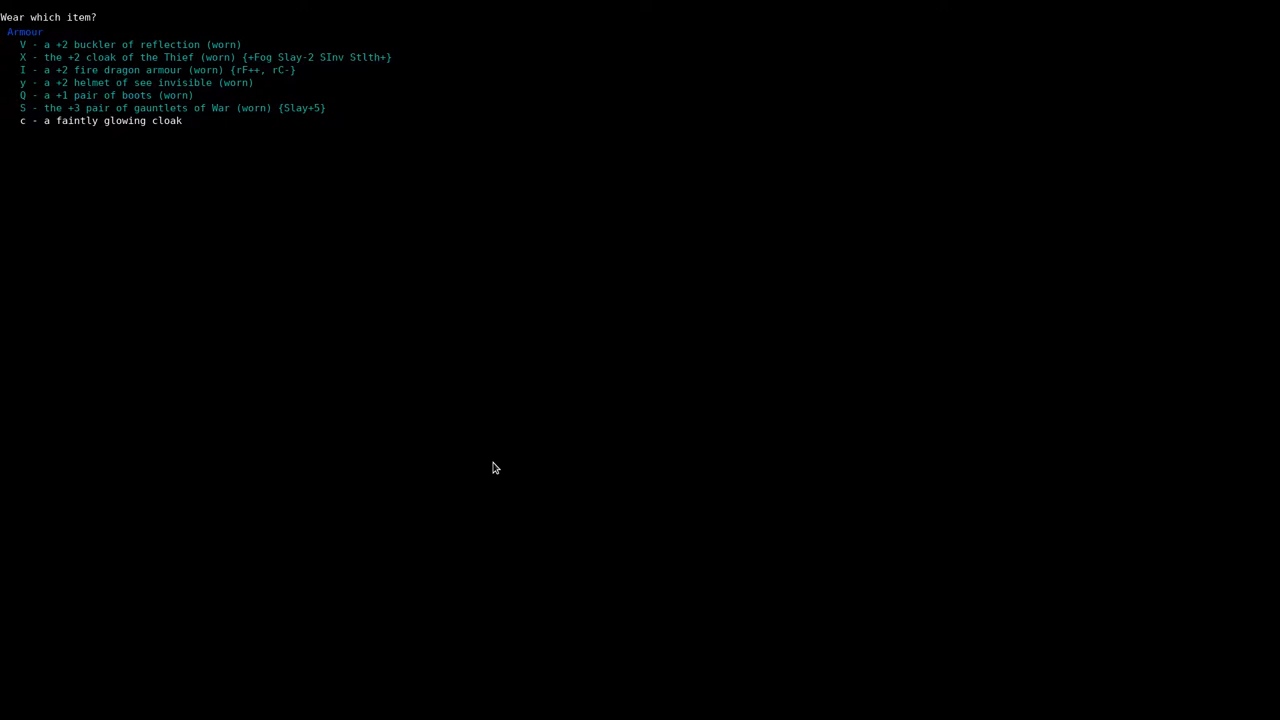 Wear which item?
Armour
V - a +2 buckler of reflection (worn)
X - the +2 cloak of the Thief (worn) {+Fog Slay-2 SInv Stlth+}
I - a +2 fire dragon armour (worn) {rF++, rC-}
y - a +2 helmet of see invisible (worn)
Q - a +1 pair of boots (worn)
S - the +3 pair of gauntlets of War (worn) {Slay+5}
c - a faintly glowing cloak